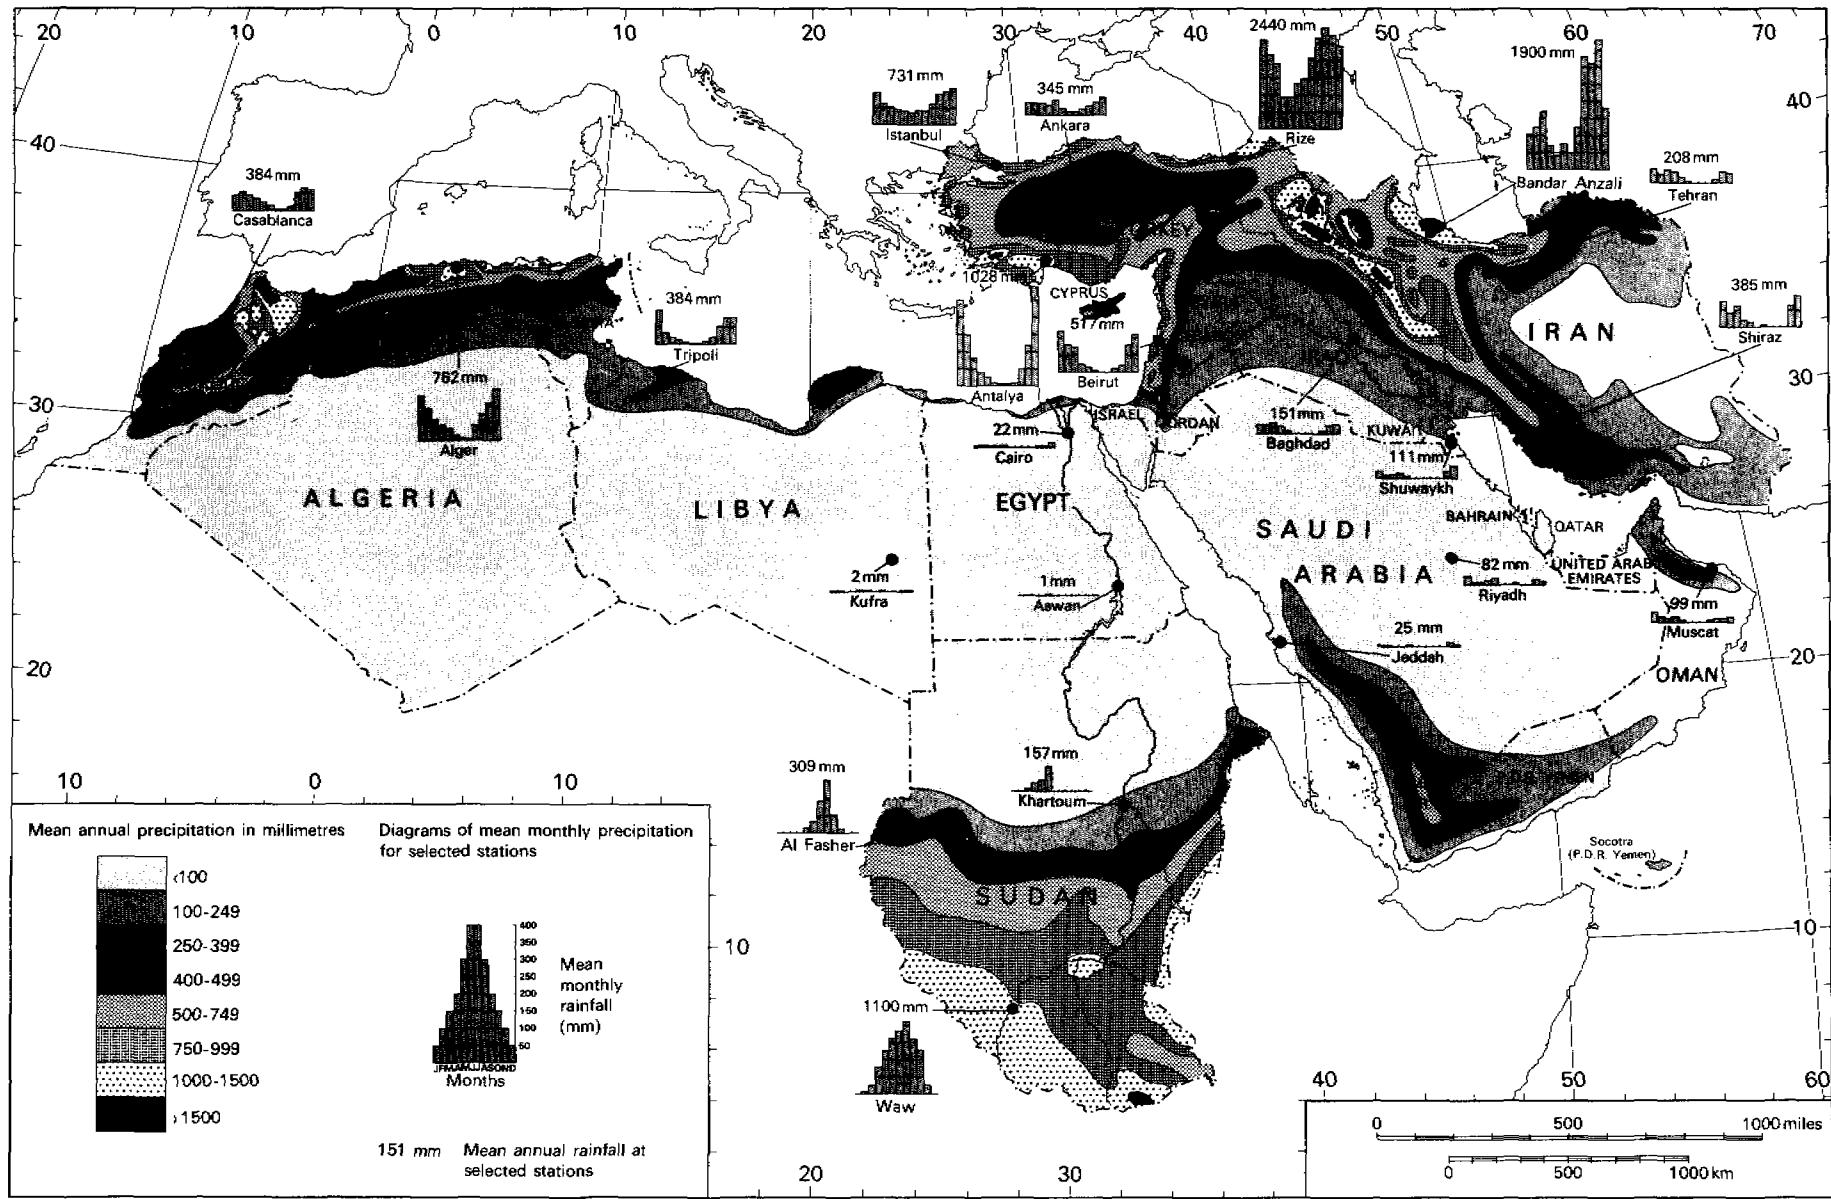 20
10
0
10
20
30
40
50
60
70
2440 mm
Rize
1900 mm
Bandar Anzali
731 mm
Istanbul
345 mm
Ankara
208 mm
Tehran
40
40
384 mm
Casablanca
TURKEY
1028 mm
Antalya
CYPRUS
517 mm
Beirut
384 mm
Tripoli
385 mm
Shiraz
IRAN
30
30
762 mm
Alger
22 mm
Cairo
ISRAEL
JORDAN
151 mm
Baghdad
KUWAIT
111 mm
Shuwaykh
ALGERIA
LIBYA
EGYPT
SAUDI
ARABIA
BAHRAIN
QATAR
UNITED ARAB
EMIRATES
82 mm
Riyadh
99 mm
Muscat
2 mm
Kufra
1 mm
Aswan
25 mm
Jeddah
OMAN
20
20
309 mm
Al Fasher
157 mm
Khartoum
YEMEN
Socotra
(P.D.R. Yemen)
SUDAN
10
10
1100 mm
Waw
10
0
10
20
30
40
50
60
Mean annual precipitation in millimetres
‹100
100-249
250-399
400-499
500-749
750-999
1000-1500
›1500
Diagrams of mean monthly precipitation
for selected stations
400
350
300
250
200
150
100
50
Mean
monthly
rainfall
(mm)
JFMAMJJASOND
Months
151 mm Mean annual rainfall at
selected stations
0 500 1000 miles
0 500 1000 km